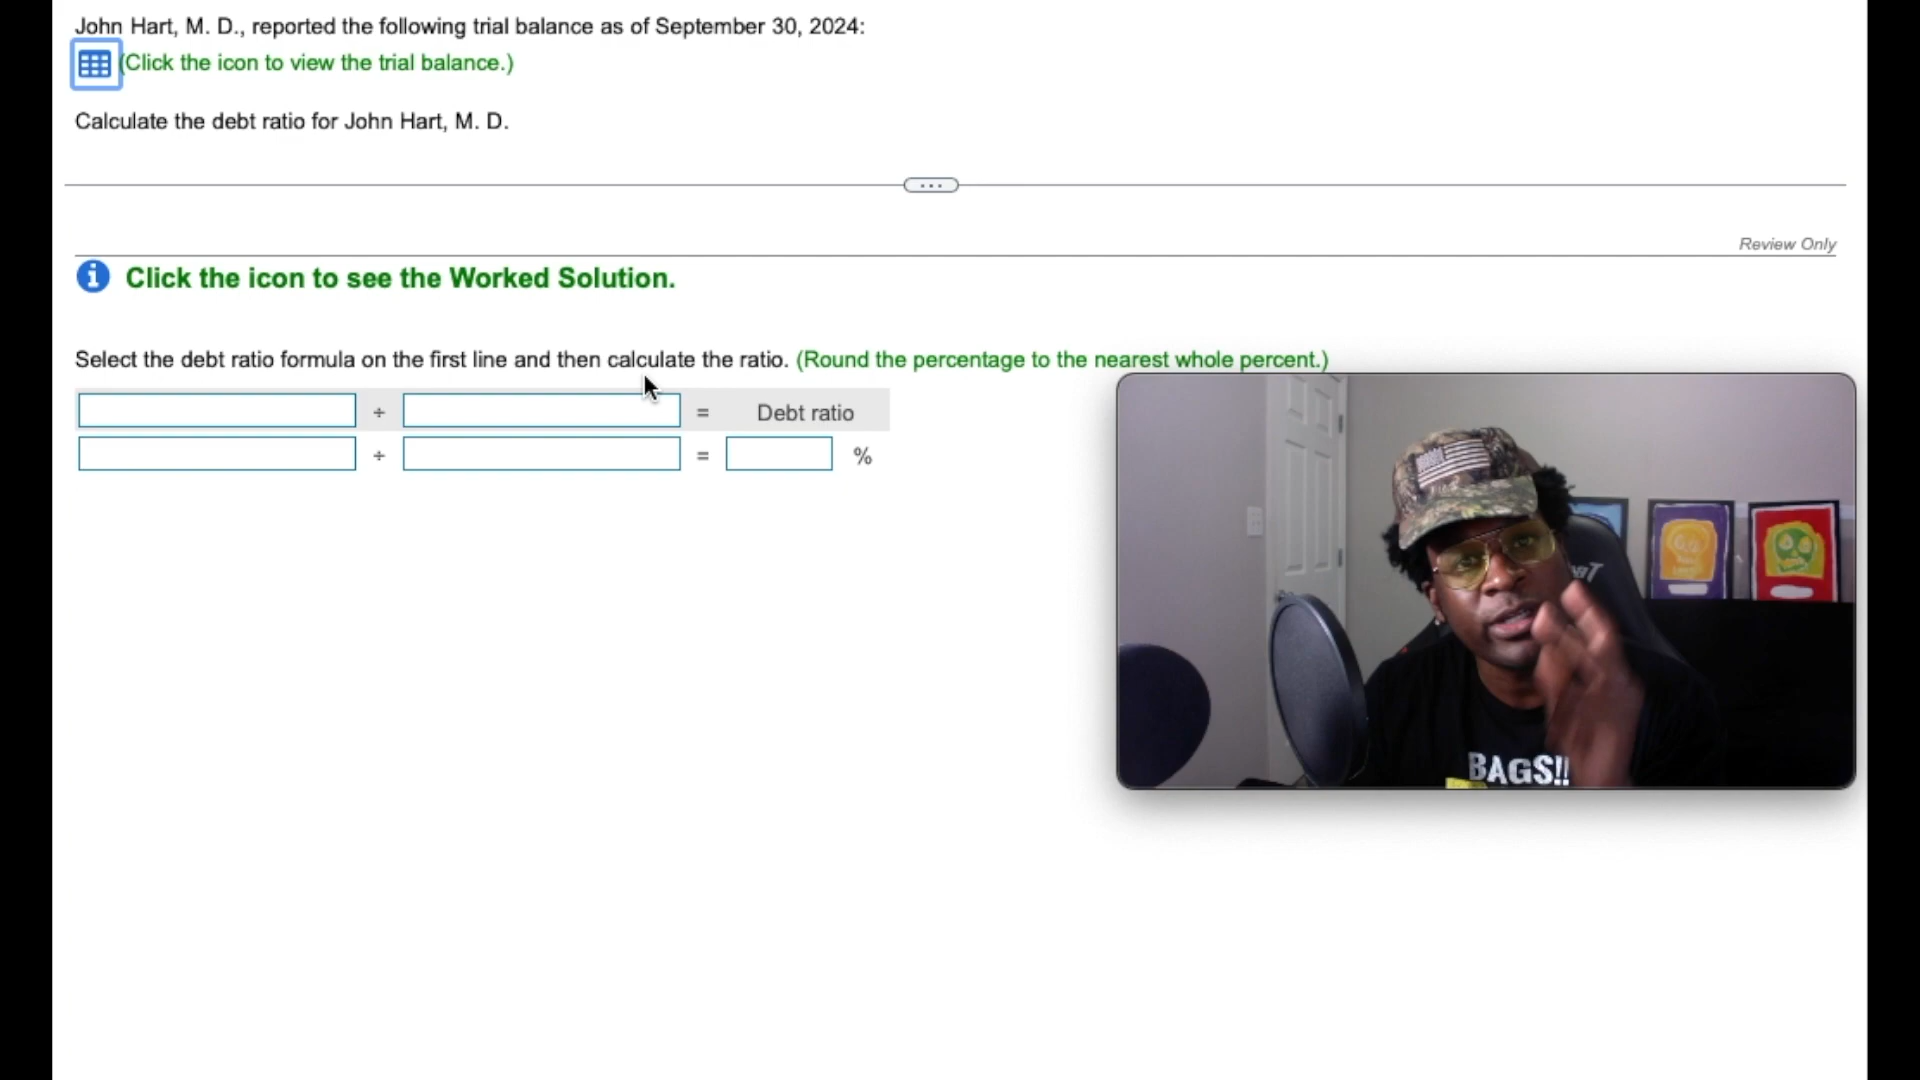 John Hart, M. D., reported the following trial balance as of September 30, 2024:
(Click the icon to view the trial balance.)
Calculate the debt ratio for John Hart, M. D.
Review Only
Click the icon to see the Worked Solution.
Select the debt ratio formula on the first line and then calculate the ratio. (Round the percentage to the nearest whole percent.)
÷ = Debt ratio
÷ = %
BAGS!!